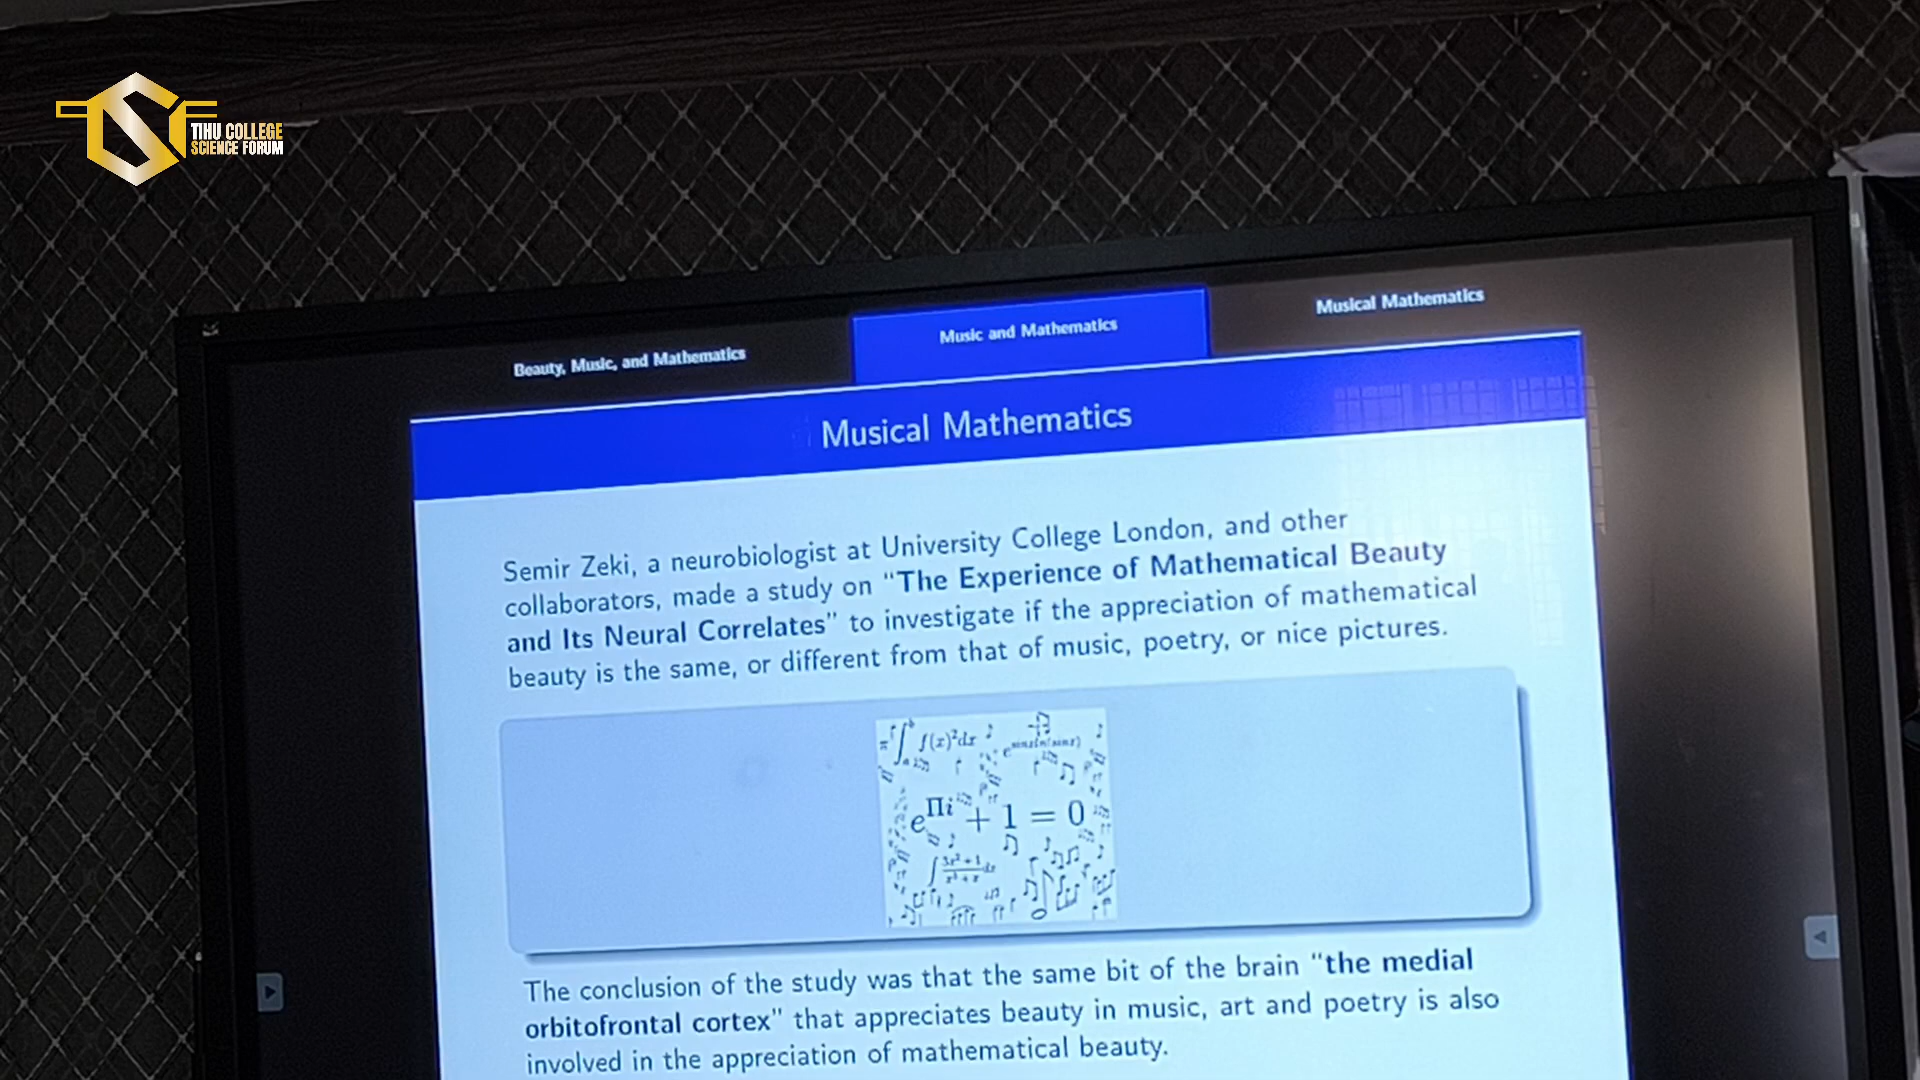 TIHU COLLEGE
SCIENCE FORUM
Beauty, Music, and Mathematics
Music and Mathematics
Musical Mathematics
Musical Mathematics
Semir Zeki, a neurobiologist at University College London, and other
collaborators, made a study on "The Experience of Mathematical Beauty
and Its Neural Correlates" to investigate if the appreciation of mathematical
beauty is the same, or different from that of music, poetry, or nice pictures.
f(x)²dx
e^Πi + 1 = 0
The conclusion of the study was that the same bit of the brain "the medial
orbitofrontal cortex" that appreciates beauty in music, art and poetry is also
involved in the appreciation of mathematical beauty.